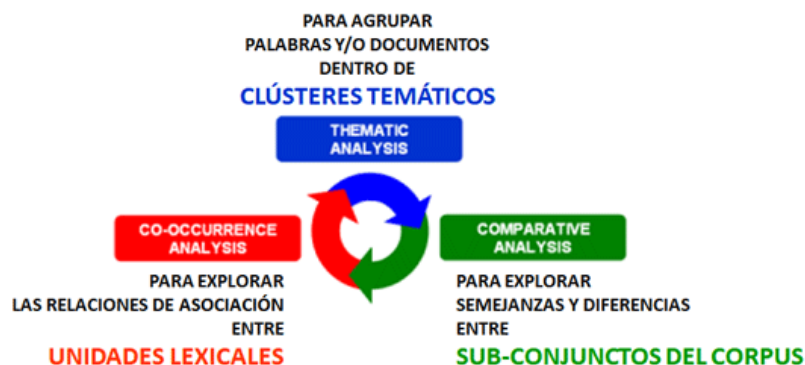 PARA AGRUPAR
PALABRAS Y/O DOCUMENTOS
DENTRO DE
CLÚSTERES TEMÁTICOS
THEMATIC
ANALYSIS
CO-OCCURRENCE
ANALYSIS
PARA EXPLORAR
LAS RELACIONES DE ASOCIACIÓN
ENTRE
UNIDADES LEXICALES
COMPARATIVE
ANALYSIS
PARA EXPLORAR
SEMEJANZAS Y DIFERENCIAS
ENTRE
SUB-CONJUNTOS DEL CORPUS